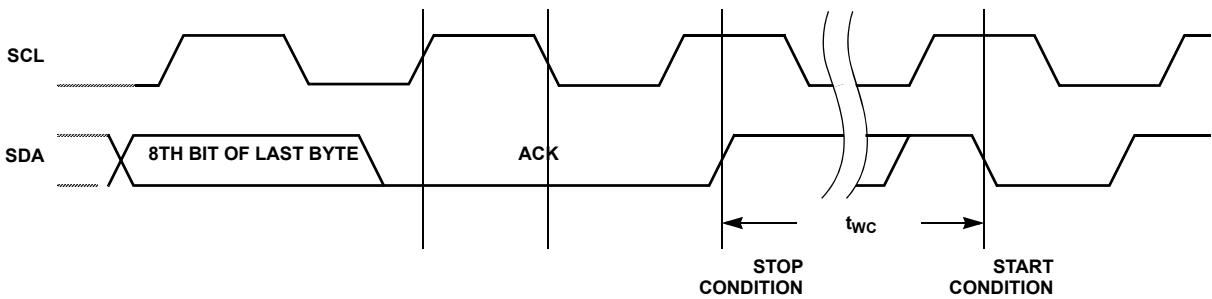 SCL
SDA
8TH BIT OF LAST BYTE
ACK
tWC
STOP
CONDITION
START
CONDITION